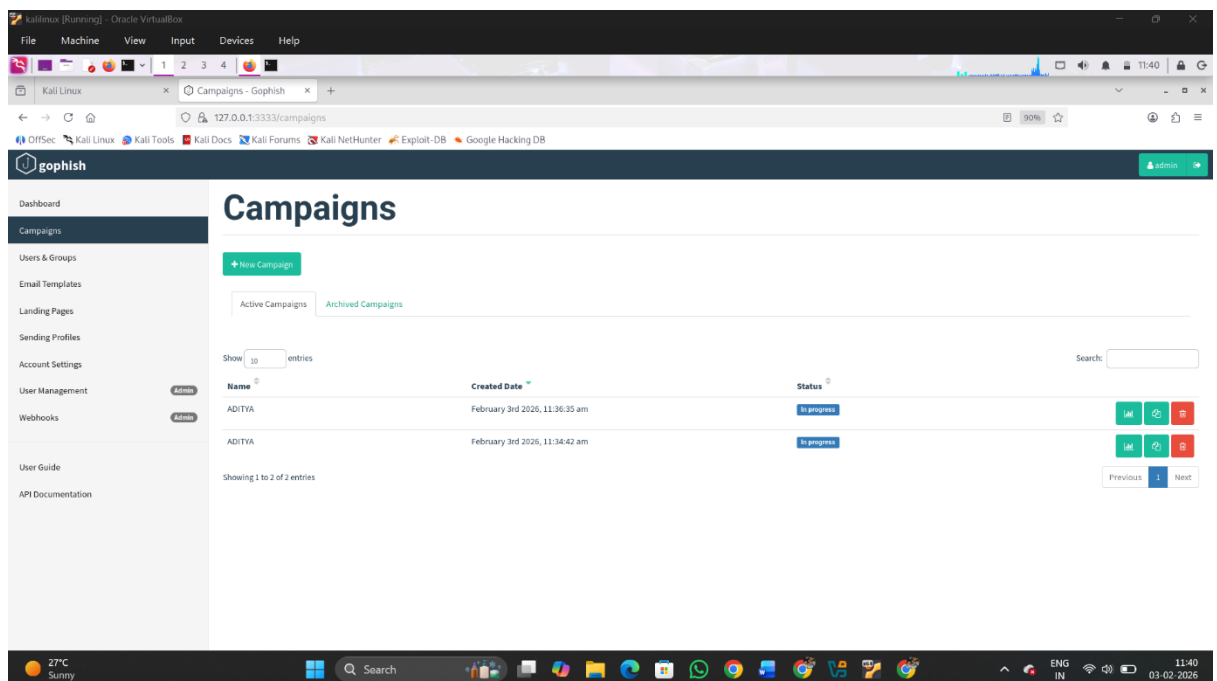 kalilinux [Running] - Oracle VirtualBox
File Machine View Input Devices Help
1 2 3 4 11:40
Kali Linux × Campaigns - Gophish × +
127.0.0.1:3333/campaigns 90%
OffSec Kali Linux Kali Tools Kali Docs Kali Forums Kali NetHunter Exploit-DB Google Hacking DB
gophish admin
Dashboard
Campaigns
Users & Groups
Email Templates
Landing Pages
Sending Profiles
Account Settings
User Management Admin
Webhooks Admin
User Guide
API Documentation
Campaigns
+ New Campaign
Active Campaigns Archived Campaigns
Show 10 entries Search:
Name Created Date Status
ADITYA February 3rd 2026, 11:36:35 am In progress
ADITYA February 3rd 2026, 11:34:42 am In progress
Showing 1 to 2 of 2 entries Previous 1 Next
27°C
Sunny
Search
ENG
IN
11:40
03-02-2026